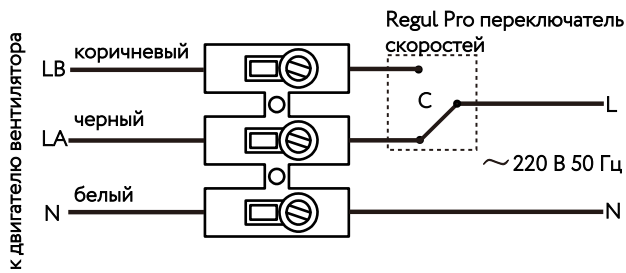 Regul Pro переключатель
скоростей
коричневый
LB
C
L
черный
LA
~ 220 В 50 Гц
белый
N
N
к двигателю вентилятора